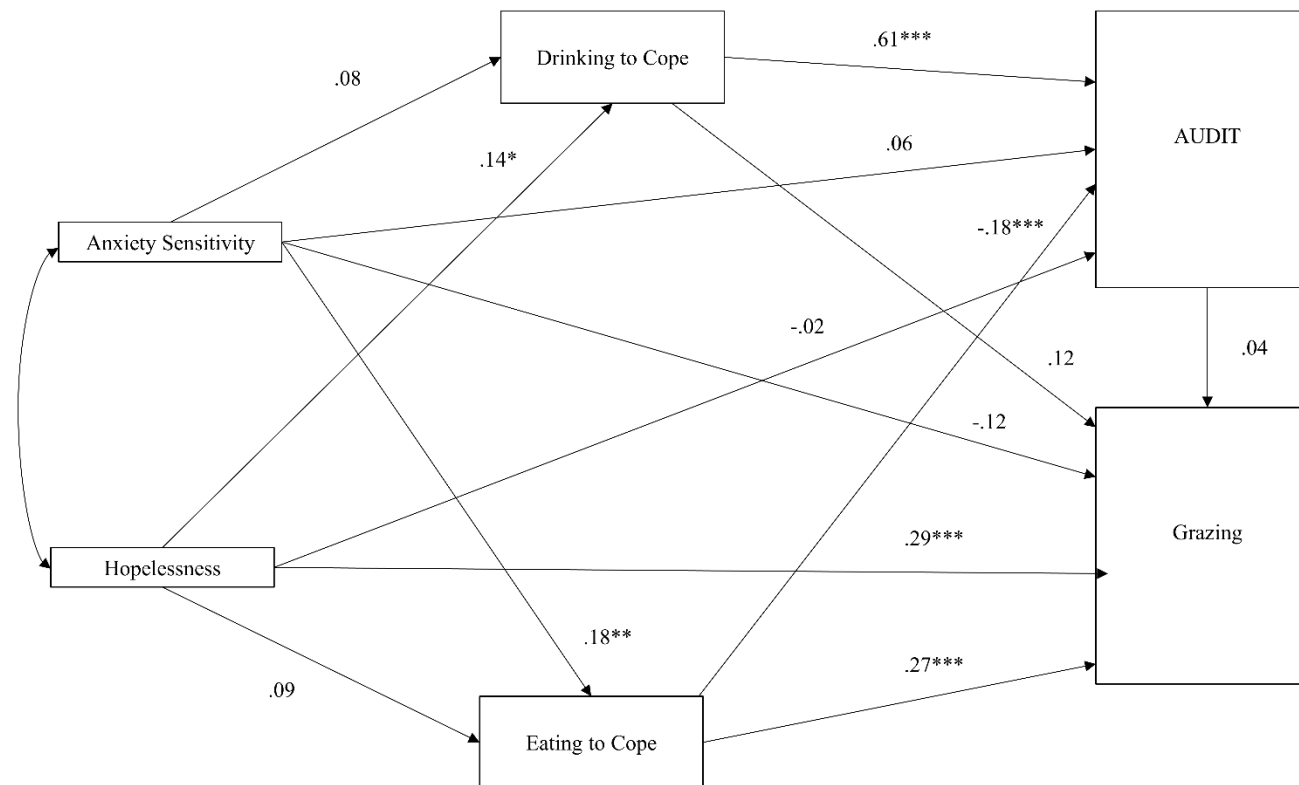 .61***
Drinking to Cope
.08
AUDIT
.06
.14*
-.18***
Anxiety Sensitivity
-.02
.12
.04
-.12
Grazing
.29***
Hopelessness
.18**
.27***
.09
Eating to Cope